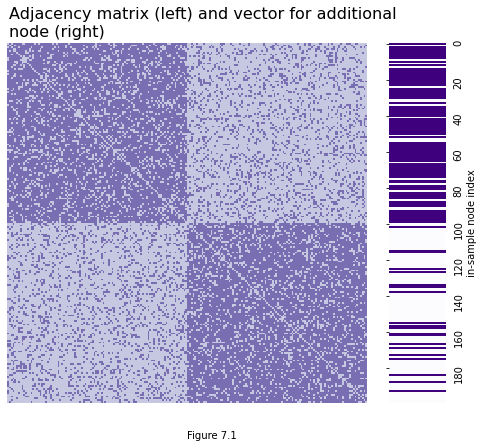 Adjacency matrix (left) and vector for additional
node (right)
0
20
40
60
80
100
120
140
160
180
in-sample node index
Figure 7.1